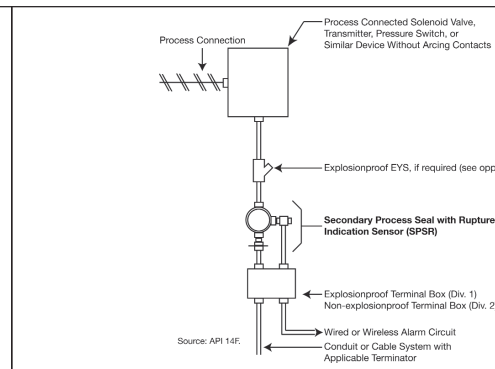 Process Connected Solenoid Valve,
Transmitter, Pressure Switch, or
Similar Device Without Arcing Contacts
Process Connection
Explosionproof EYS, if required (see opp
Secondary Process Seal with Rupture
Indication Sensor (SPSR)
Explosionproof Terminal Box (Div. 1)
Non-explosionproof Terminal Box (Div. 2
Wired or Wireless Alarm Circuit
Source: API 14F.
Conduit or Cable System with
Applicable Terminator